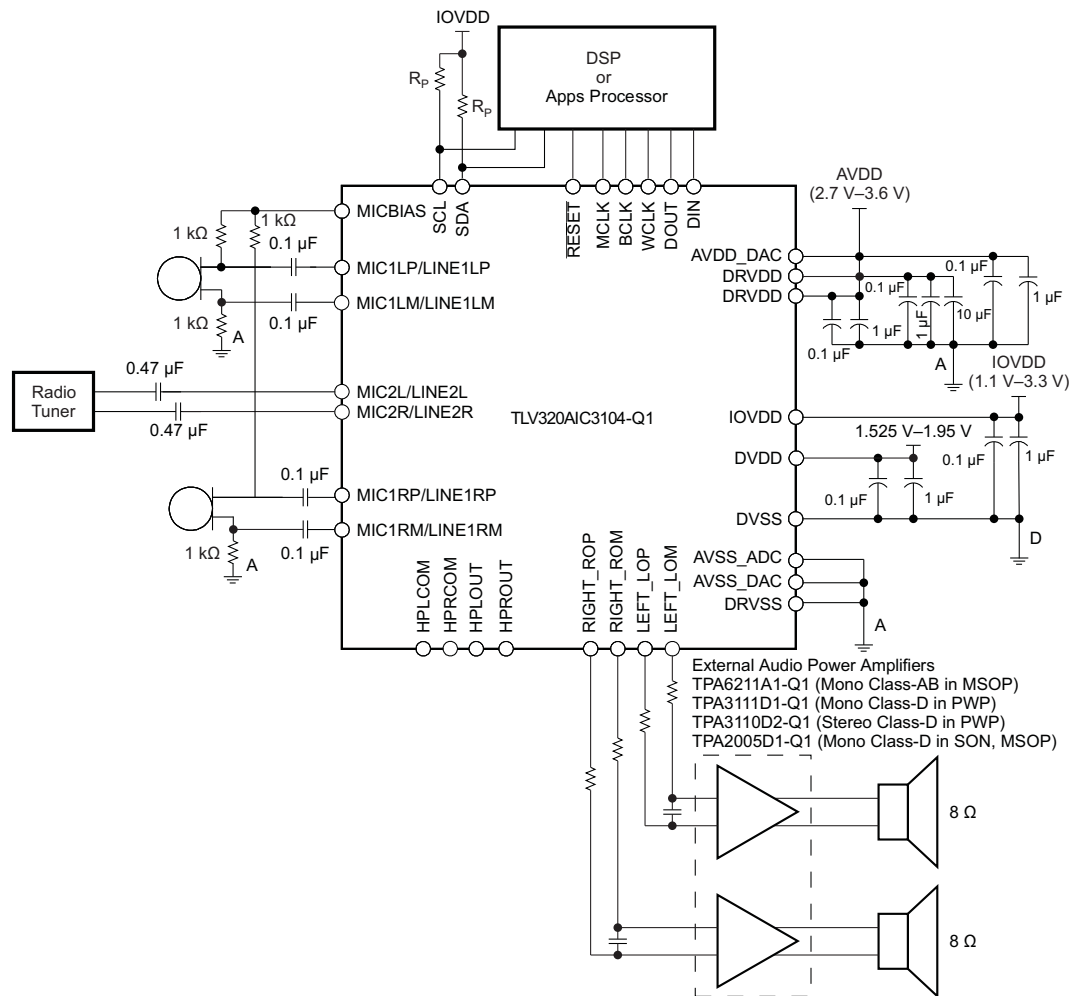 IOVDD
R_P
R_P
DSP
or
Apps Processor
SCL
SDA
RESET
MCLK
BCLK
WCLK
DOUT
DIN
AVDD
(2.7 V–3.6 V)
1 kΩ
1 kΩ
MICBIAS
0.1 µF
MIC1LP/LINE1LP
MIC1LM/LINE1LM
1 kΩ
A
0.1 µF
AVDD_DAC
DRVDD
DRVDD
0.1 µF
0.1 µF
1 µF
10 µF
1 µF
1 µF
0.1 µF
A
IOVDD
(1.1 V–3.3 V)
Radio
Tuner
0.47 µF
0.47 µF
MIC2L/LINE2L
MIC2R/LINE2R
TLV320AIC3104-Q1
IOVDD
1.525 V–1.95 V
DVDD
0.1 µF
1 µF
0.1 µF
1 µF
DVSS
D
0.1 µF
MIC1RP/LINE1RP
MIC1RM/LINE1RM
1 kΩ
A
0.1 µF
AVSS_ADC
AVSS_DAC
DRVSS
A
HPLCOM
HPRCOM
HPLOUT
HPROUT
RIGHT_ROP
RIGHT_ROM
LEFT_LOP
LEFT_LOM
External Audio Power Amplifiers
TPA6211A1-Q1 (Mono Class-AB in MSOP)
TPA3111D1-Q1 (Mono Class-D in PWP)
TPA3110D2-Q1 (Stereo Class-D in PWP)
TPA2005D1-Q1 (Mono Class-D in SON, MSOP)
8 Ω
8 Ω